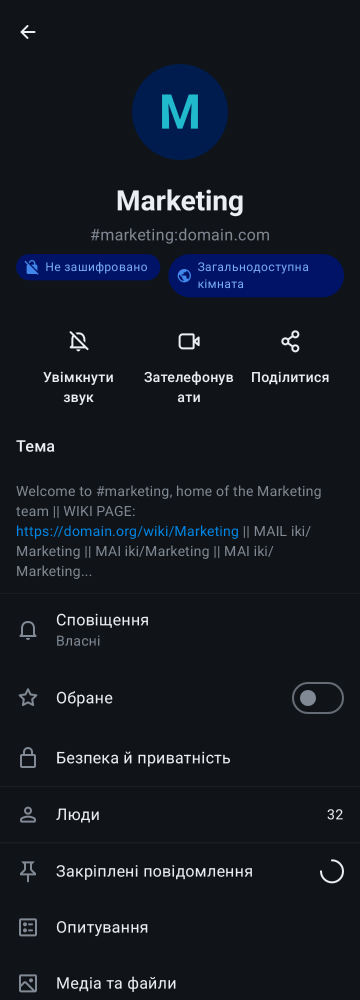 M
Marketing
#marketing:domain.com
Не зашифровано
Загальнодоступна
кімната
Увімкнути
звук
Зателефонув
ати
Поділитися
Тема
Welcome to #marketing, home of the Marketing
team || WIKI PAGE:
https://domain.org/wiki/Marketing || MAIL iki/
Marketing || MAI iki/Marketing || MAI iki/
Marketing...
Сповіщення
Власні
Обране
Безпека й приватність
Люди
32
Закріплені повідомлення
Опитування
Медіа та файли